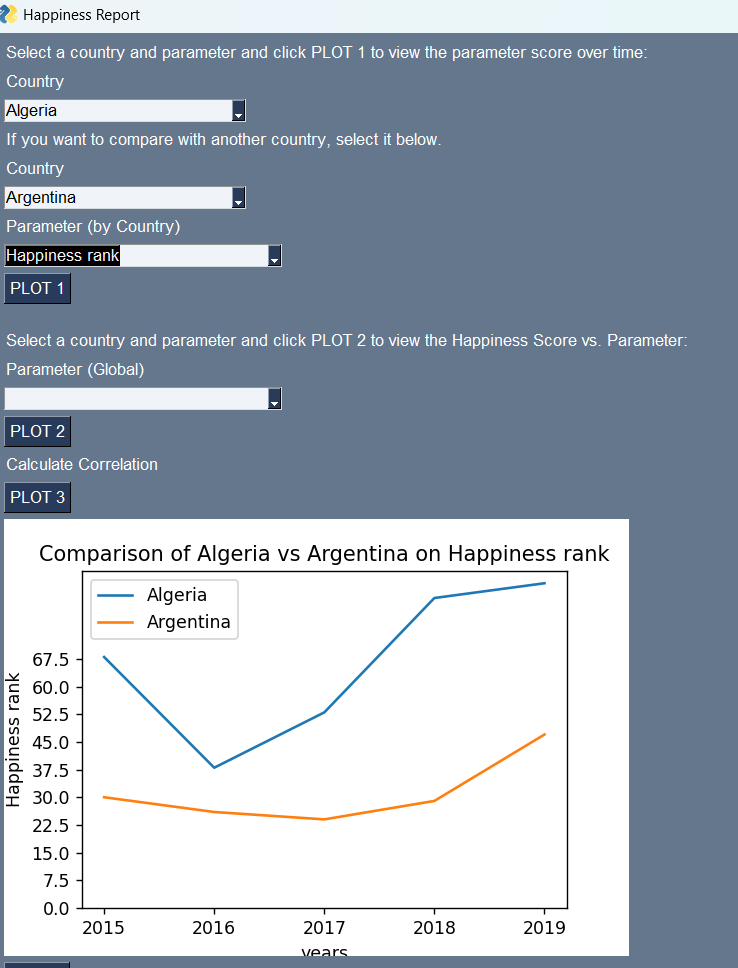 Happiness Report
Select a country and parameter and click PLOT 1 to view the parameter score over time:
Country
Algeria
If you want to compare with another country, select it below.
Country
Argentina
Parameter (by Country)
Happiness rank
PLOT 1
Select a country and parameter and click PLOT 2 to view the Happiness Score vs. Parameter:
Parameter (Global)
PLOT 2
Calculate Correlation
PLOT 3
Comparison of Algeria vs Argentina on Happiness rank
Algeria
Argentina
Happiness rank
67.5
60.0
52.5
45.0
37.5
30.0
22.5
15.0
7.5
0.0
2015 2016 2017 2018 2019
years